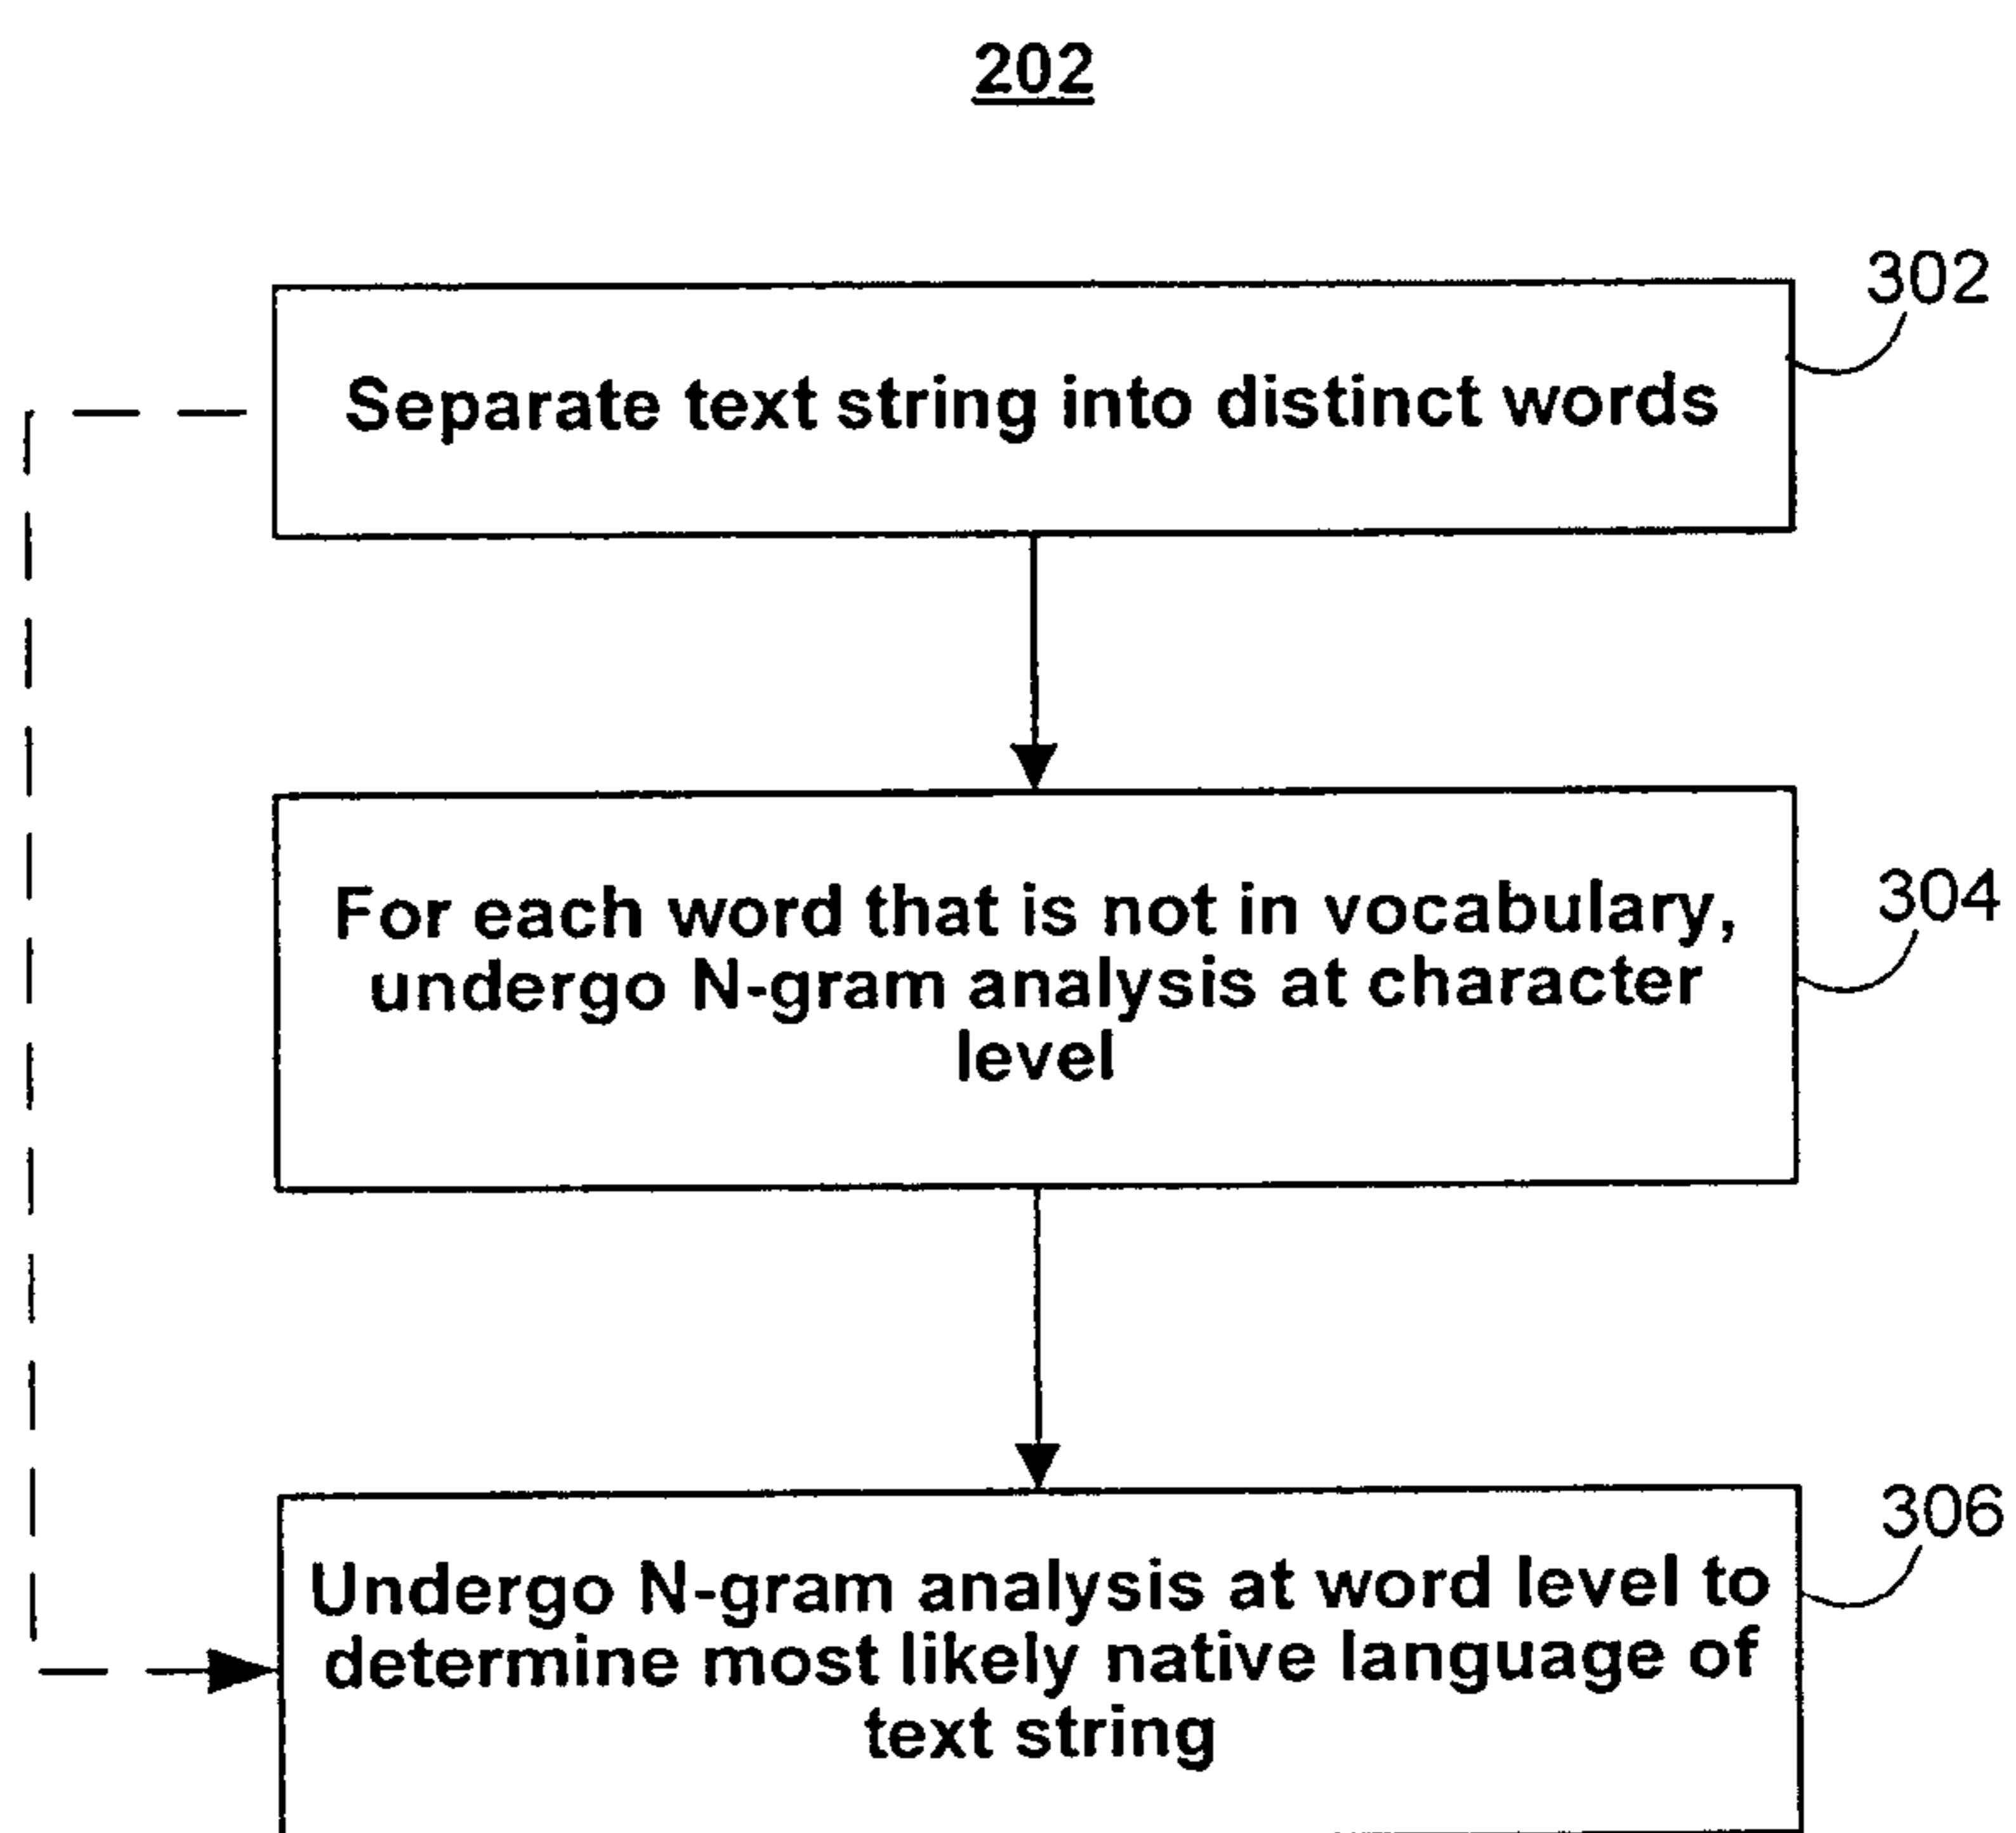 202
302
Separate text string into distinct words
304
For each word that is not in vocabulary,
undergo N-gram analysis at character
level
306
Undergo N-gram analysis at word level to
determine most likely native language of
text string